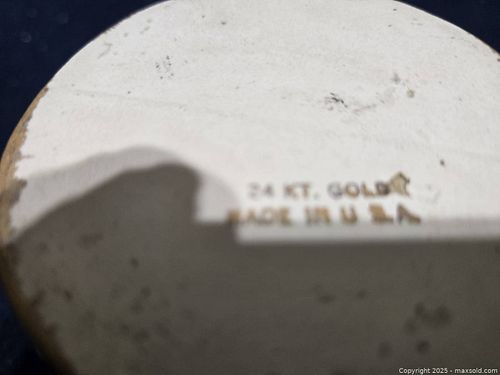 24 KT. GOLD
MADE IN U.S.A.
Copyright 2025 - maxsold.com